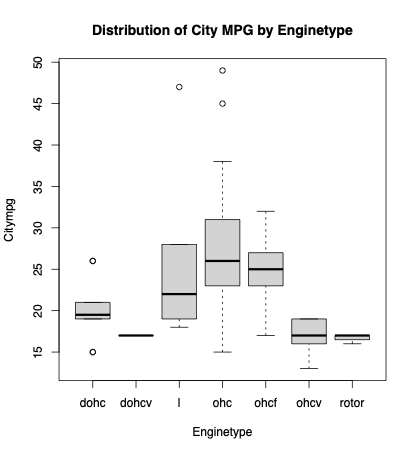 Distribution of City MPG by Enginetype
50
45
40
35
30
25
20
15
Citympg
dohc dohcv l ohc ohcf ohcv rotor
Enginetype